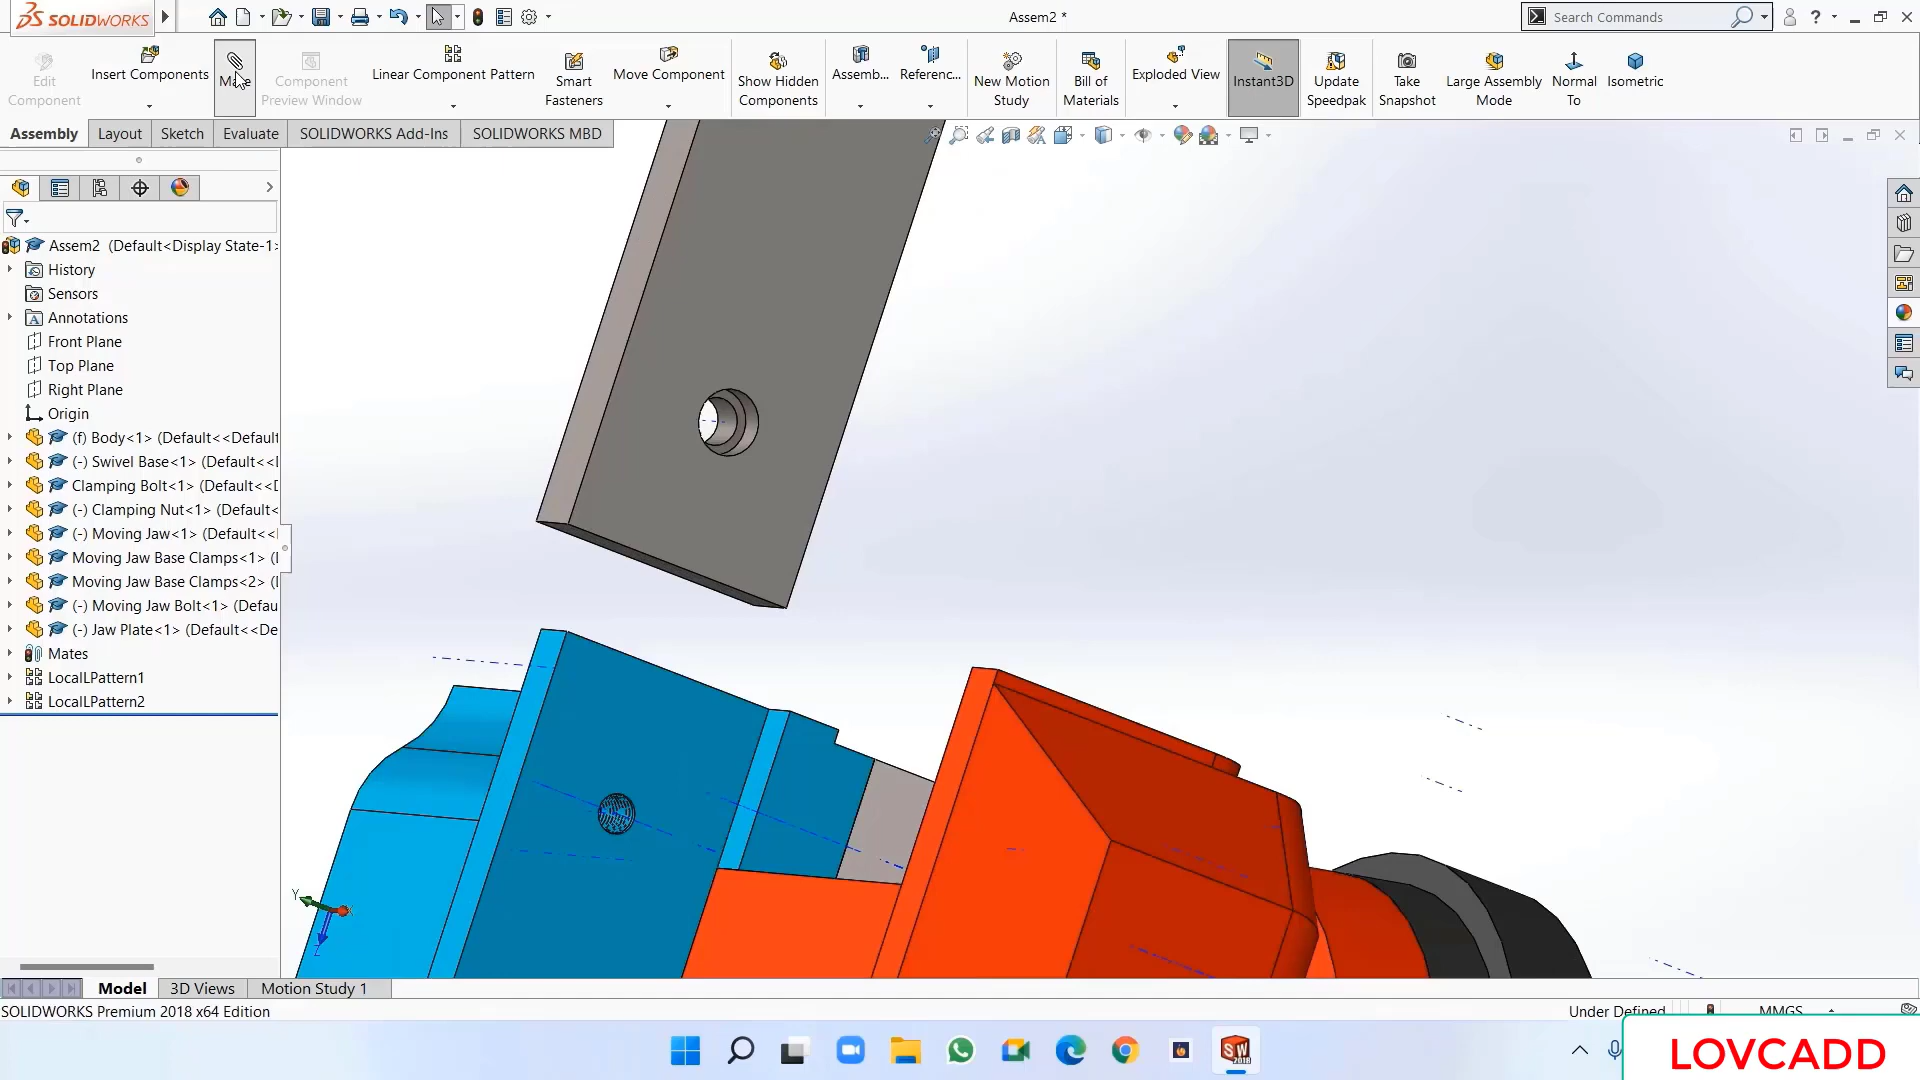 SOLIDWORKS
Assem2 *
Search Commands
Edit Component
Insert Components
Mate
Component Preview Window
Linear Component Pattern
Smart Fasteners
Move Component
Show Hidden Components
Assemb...
Referenc...
New Motion Study
Bill of Materials
Exploded View
Instant3D
Update Speedpak
Take Snapshot
Large Assembly Mode
Normal To
Isometric
Assembly
Layout
Sketch
Evaluate
SOLIDWORKS Add-Ins
SOLIDWORKS MBD
Assem2 (Default<Display State-1>
History
Sensors
Annotations
Front Plane
Top Plane
Right Plane
Origin
(f) Body<1> (Default<<Default
(-) Swivel Base<1> (Default<<I
Clamping Bolt<1> (Default<<D
(-) Clamping Nut<1> (Default<
(-) Moving Jaw<1> (Default<<
Moving Jaw Base Clamps<1> (I
Moving Jaw Base Clamps<2> (I
(-) Moving Jaw Bolt<1> (Defau
(-) Jaw Plate<1> (Default<<De
Mates
LocalLPattern1
LocalLPattern2
Y
X
Z
Model
3D Views
Motion Study 1
SOLIDWORKS Premium 2018 x64 Edition
Under Defined
MMGS
SW
2018
LOVCADD